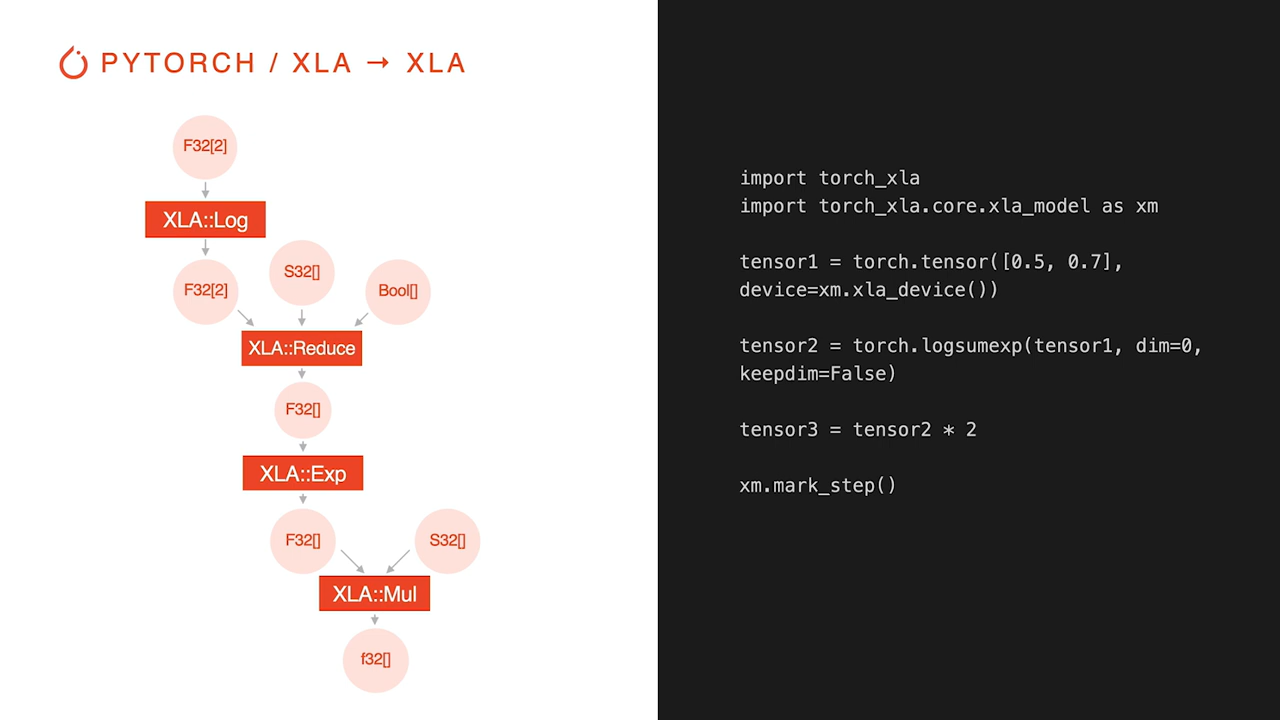 PYTORCH / XLA → XLA
F32[2]
XLA::Log
F32[2]
S32[]
Bool[]
XLA::Reduce
F32[]
XLA::Exp
F32[]
S32[]
XLA::Mul
f32[]
import torch_xla
import torch_xla.core.xla_model as xm
tensor1 = torch.tensor([0.5, 0.7],
device=xm.xla_device())
tensor2 = torch.logsumexp(tensor1, dim=0,
keepdim=False)
tensor3 = tensor2 * 2
xm.mark_step()